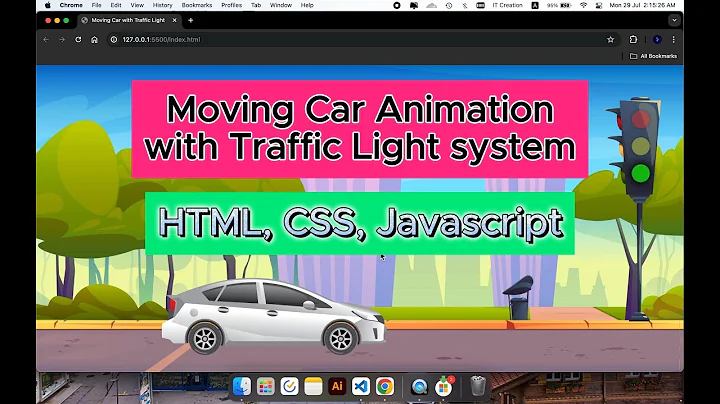 Chrome File Edit View History Bookmarks Profiles Tab Window Help
95% IT Creation A Mon 29 Jul 2:15:26 AM
Moving Car with Traffic Light
127.0.0.1:5500/index.html
All Bookmarks
Moving Car Animation
with Traffic Light system
HTML, CSS, Javascript
Ai